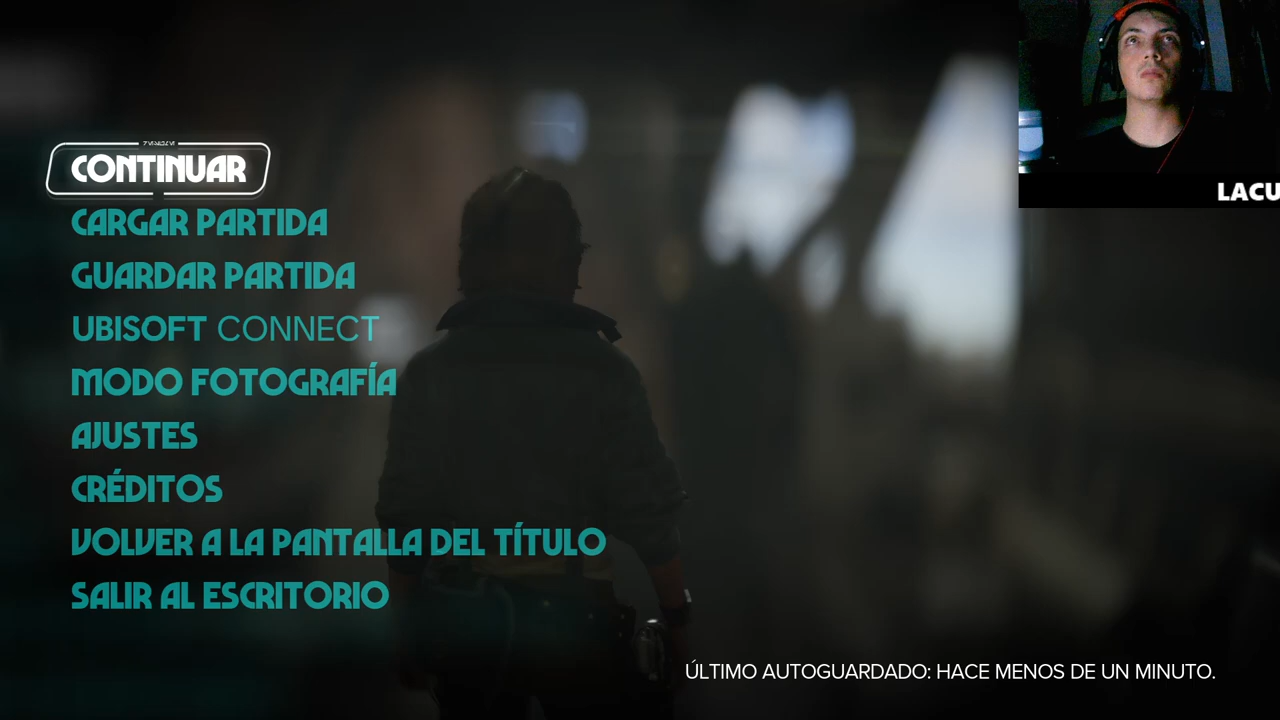 CONTINUAR
CARGAR PARTIDA
GUARDAR PARTIDA
UBISOFT CONNECT
MODO FOTOGRAFÍA
AJUSTES
CRÉDITOS
VOLVER A LA PANTALLA DEL TÍTULO
SALIR AL ESCRITORIO
LACU
ÚLTIMO AUTOGUARDADO: HACE MENOS DE UN MINUTO.